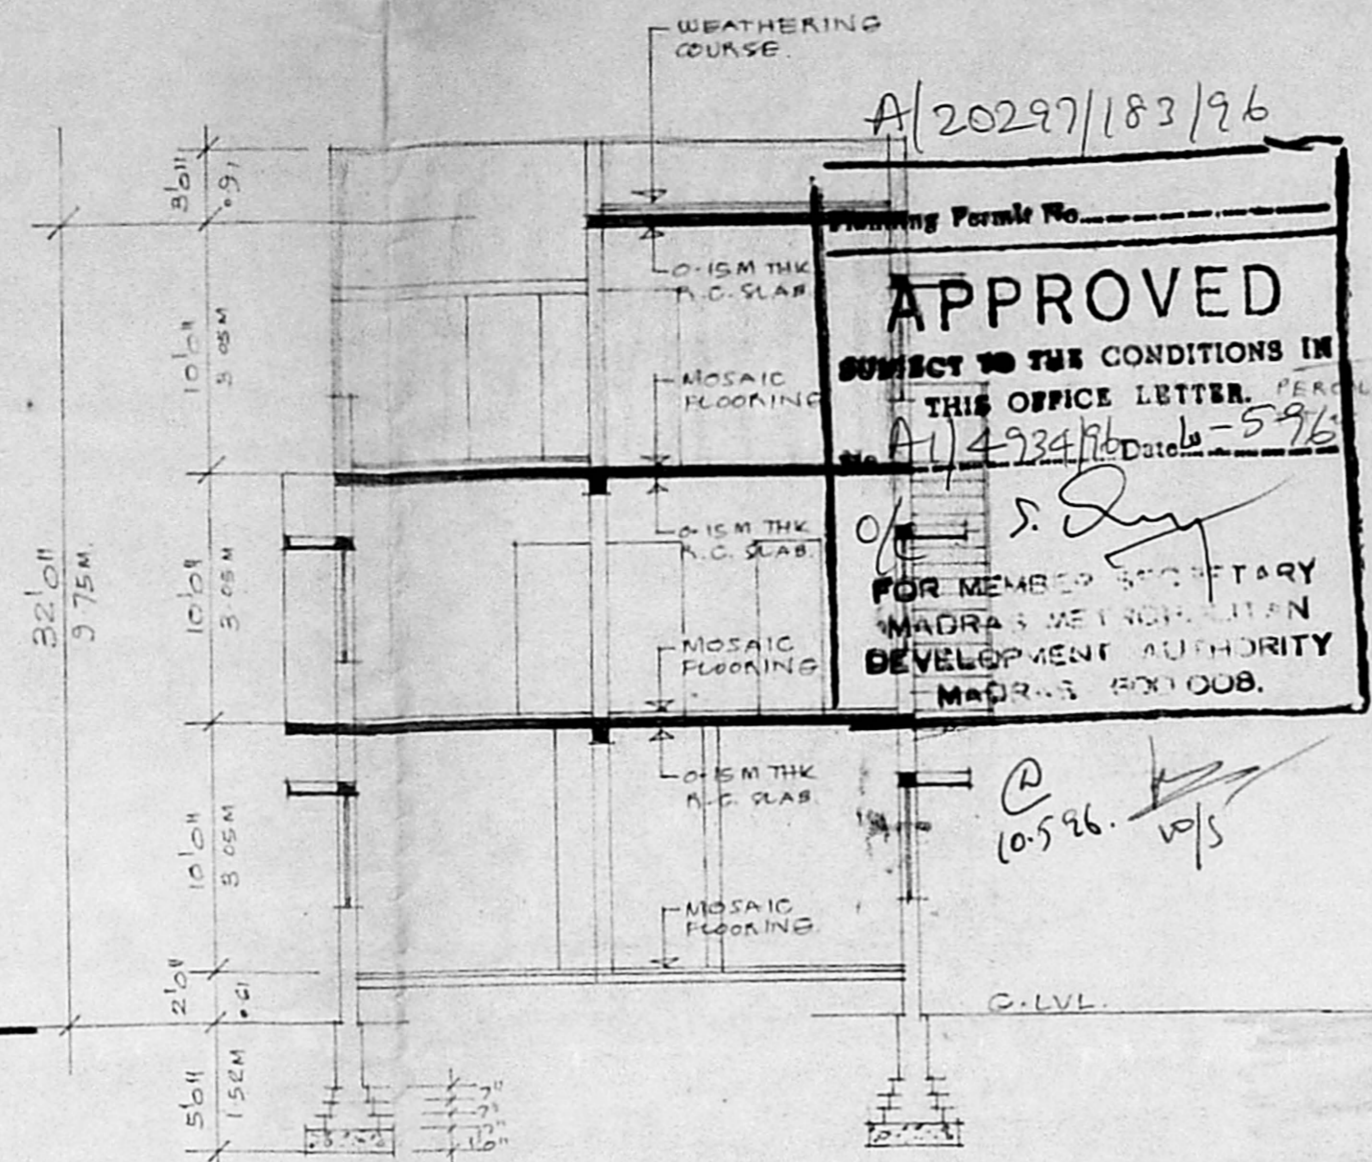 WEATHERING
COURSE.
A/20297/183/96
Planning Permit No.
APPROVED
SUBJECT TO THE CONDITIONS IN
THIS OFFICE LETTER.
No. A1/4934/96 Date -5-96
S.
FOR MEMBER SECRETARY
MADRAS METROPOLITAN
DEVELOPMENT AUTHORITY
MADRAS 600 008.
3'0"
.91
0.15M THK
R.C. SLAB
10'0"
3.05M
MOSAIC
FLOORING
0.15M THK
R.C. SLAB.
32'0"
9.75M.
10'0"
3.05M
MOSAIC
FLOORING
0.15M THK
R.C. SLAB.
10.5.96.
10'0"
3.05M
MOSAIC
FLOORING.
2'0"
.61
G.LVL.
5'0"
1.52M
7"
7"
1'0"